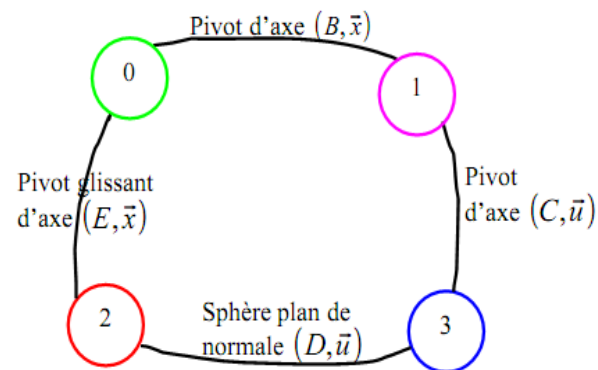 Pivot d'axe (B, x⃗)
0
1
Pivot glissant
d'axe (E, x⃗)
Pivot
d'axe (C, u⃗)
2
Sphère plan de
normale (D, u⃗)
3